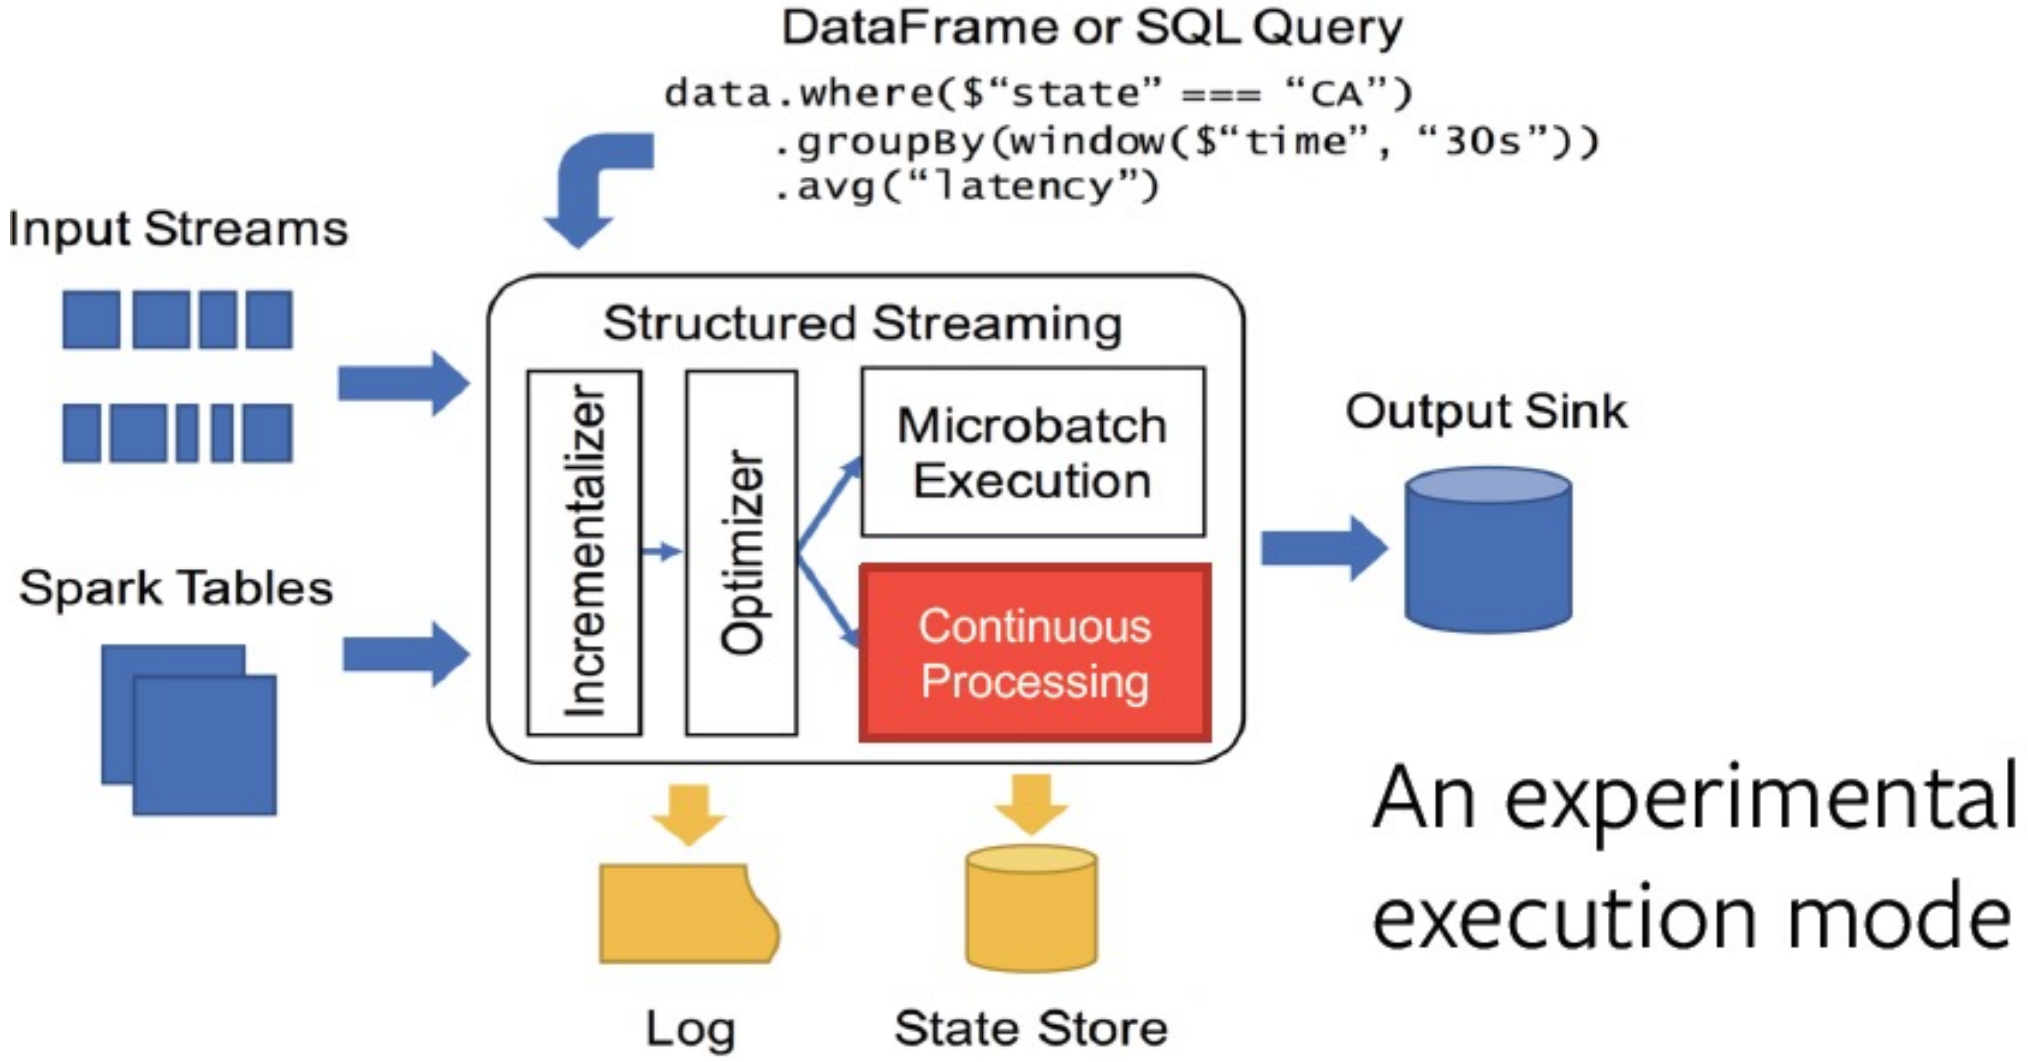 DataFrame or SQL Query
data.where($“state” === “CA”)
.groupBy(window($“time”, “30s”))
.avg(“latency”)
Input Streams
Spark Tables
Structured Streaming
Incrementalizer
Optimizer
Microbatch
Execution
Continuous
Processing
Output Sink
Log
State Store
An experimental
execution mode